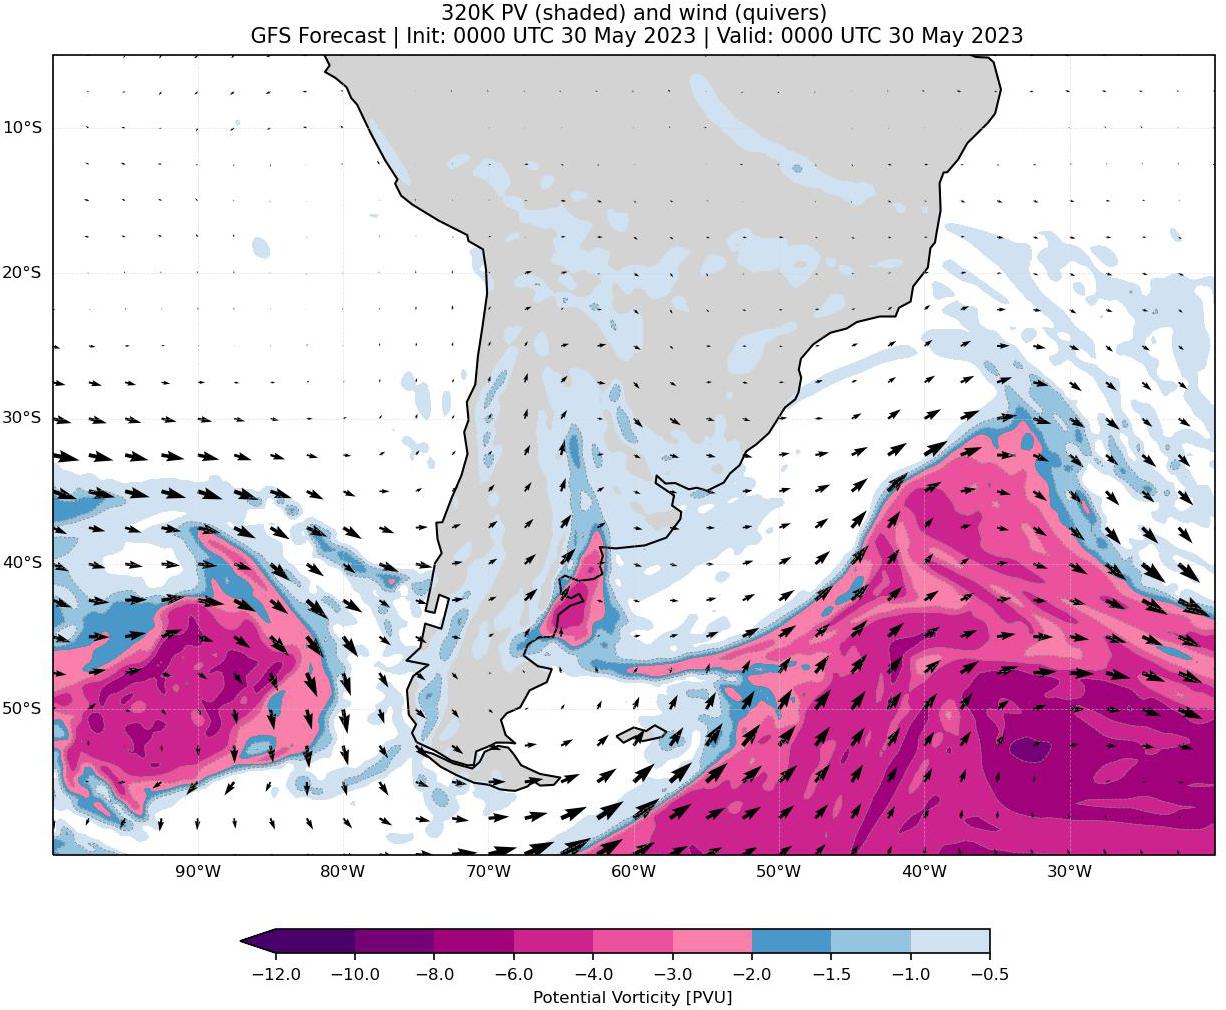 320K PV (shaded) and wind (quivers)
GFS Forecast | Init: 0000 UTC 30 May 2023 | Valid: 0000 UTC 30 May 2023
10°S
20°S
30°S
40°S
50°S
90°W 80°W 70°W 60°W 50°W 40°W 30°W
−12.0 −10.0 −8.0 −6.0 −4.0 −3.0 −2.0 −1.5 −1.0 −0.5
Potential Vorticity [PVU]